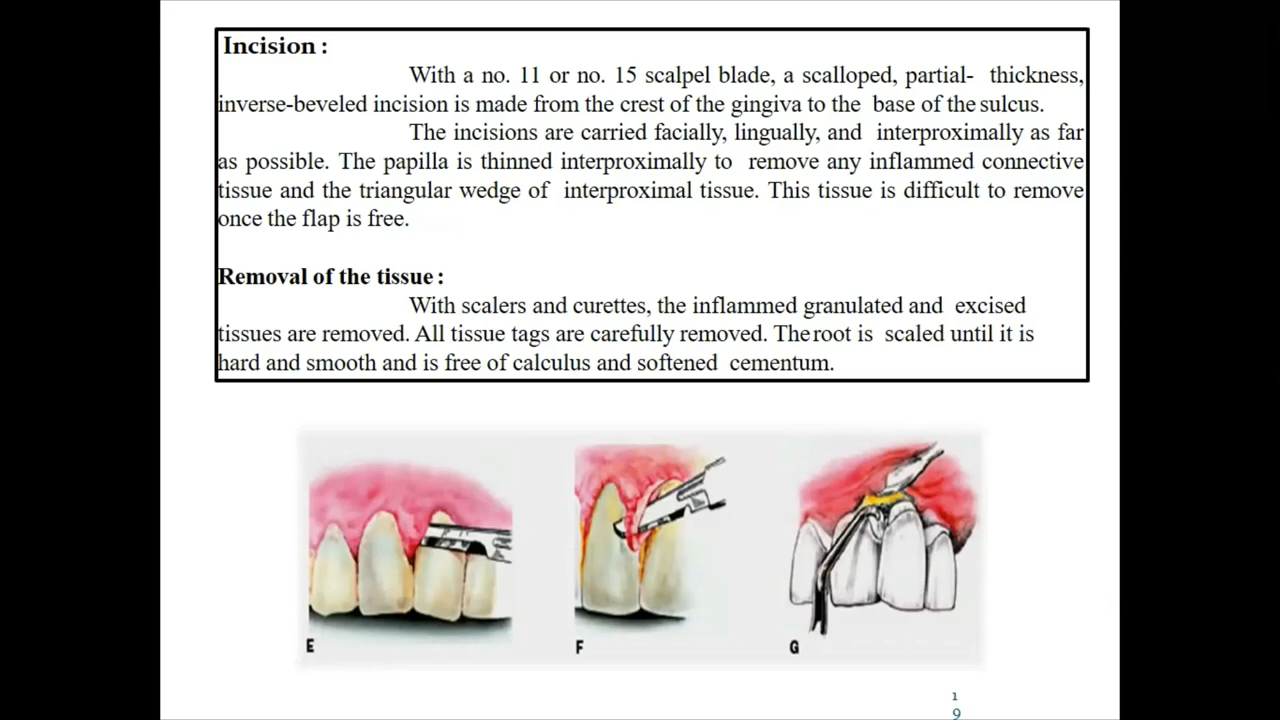 Incision :
With a no. 11 or no. 15 scalpel blade, a scalloped, partial- thickness,
inverse-beveled incision is made from the crest of the gingiva to the base of the sulcus.
The incisions are carried facially, lingually, and interproximally as far
as possible. The papilla is thinned interproximally to remove any inflammed connective
tissue and the triangular wedge of interproximal tissue. This tissue is difficult to remove
once the flap is free.
Removal of the tissue :
With scalers and curettes, the inflammed granulated and excised
tissues are removed. All tissue tags are carefully removed. The root is scaled until it is
hard and smooth and is free of calculus and softened cementum.
E
F
G
1
9